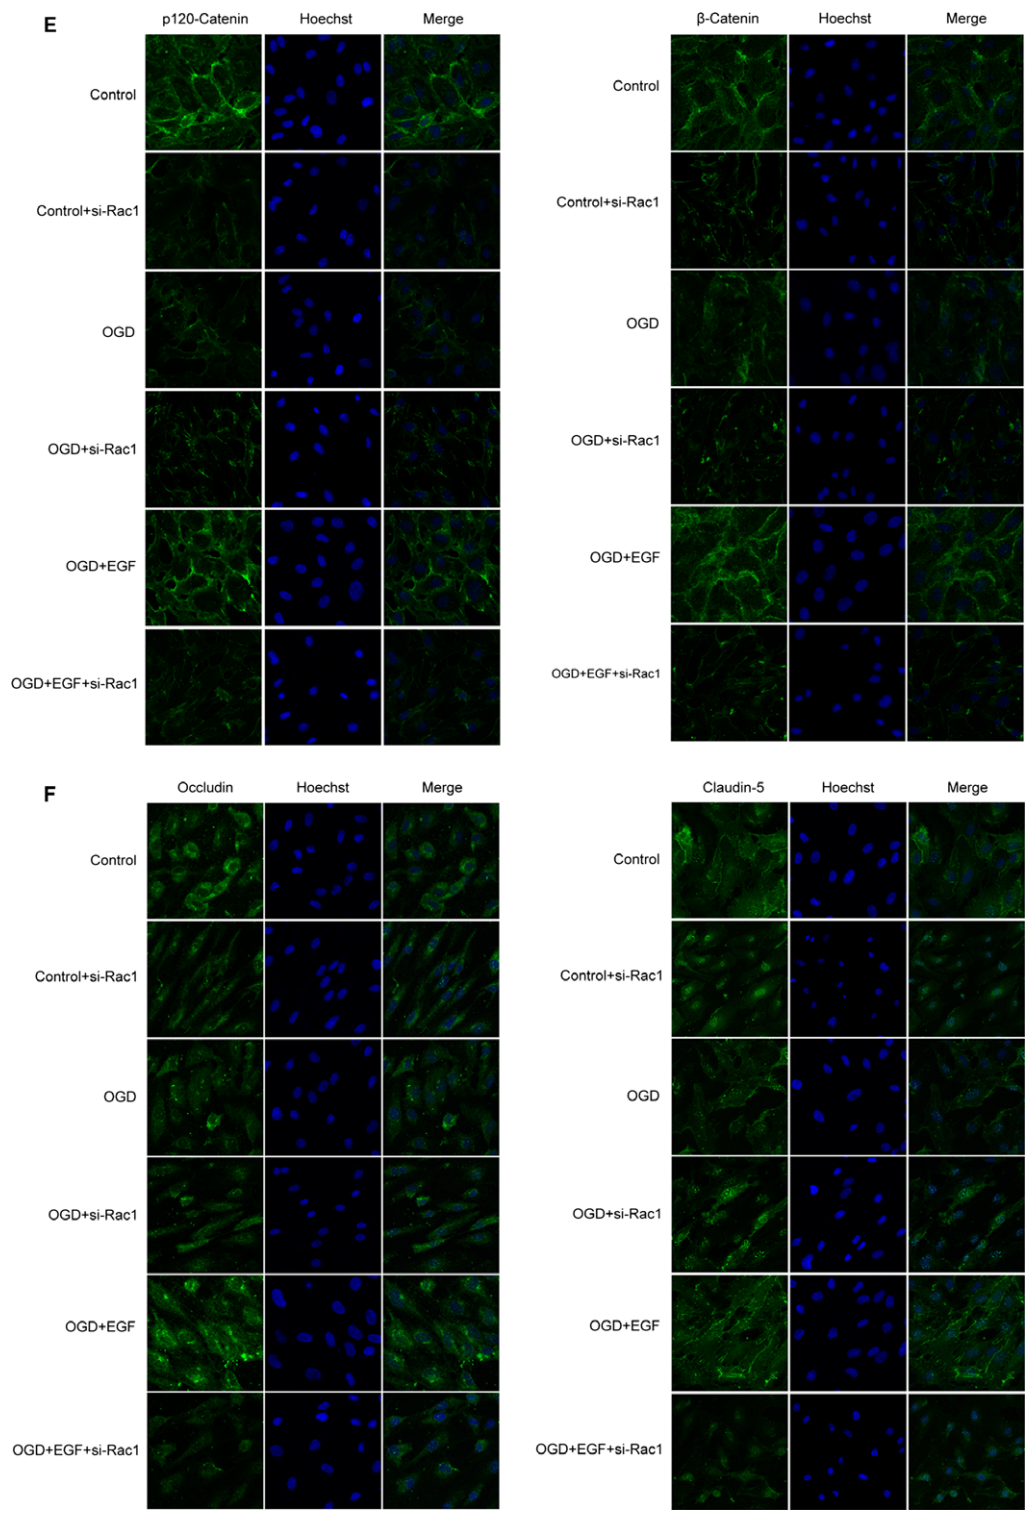 E
p120-Catenin Hoechst Merge
Control
Control+si-Rac1
OGD
OGD+si-Rac1
OGD+EGF
OGD+EGF+si-Rac1
β-Catenin Hoechst Merge
Control
Control+si-Rac1
OGD
OGD+si-Rac1
OGD+EGF
OGD+EGF+si-Rac1
F
Occludin Hoechst Merge
Control
Control+si-Rac1
OGD
OGD+si-Rac1
OGD+EGF
OGD+EGF+si-Rac1
Claudin-5 Hoechst Merge
Control
Control+si-Rac1
OGD
OGD+si-Rac1
OGD+EGF
OGD+EGF+si-Rac1